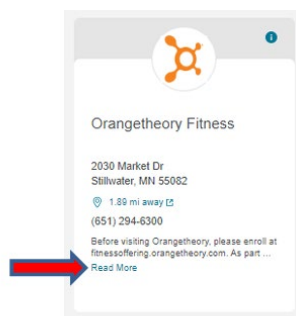 Orangetheory Fitness
2030 Market Dr
Stillwater, MN 55082
1.89 mi away
(651) 294-6300
Before visiting Orangetheory, please enroll at
fitnessoffering.orangetheory.com. As part ...
Read More